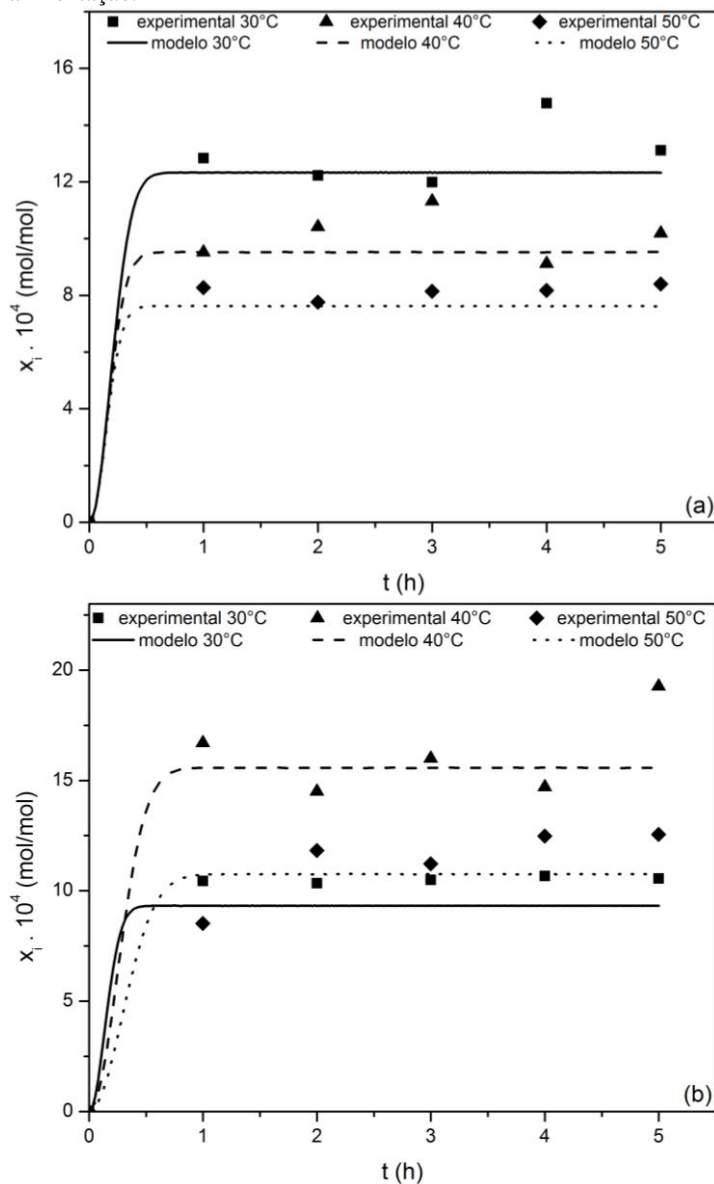 experimental 30°C experimental 40°C experimental 50°C
modelo 30°C modelo 40°C modelo 50°C
16
12
8
4
0
x_i . 10^4 (mol/mol)
0 1 2 3 4 5
t (h)
(a)
experimental 30°C experimental 40°C experimental 50°C
modelo 30°C modelo 40°C modelo 50°C
20
15
10
5
0
x_i . 10^4 (mol/mol)
0 1 2 3 4 5
t (h)
(b)